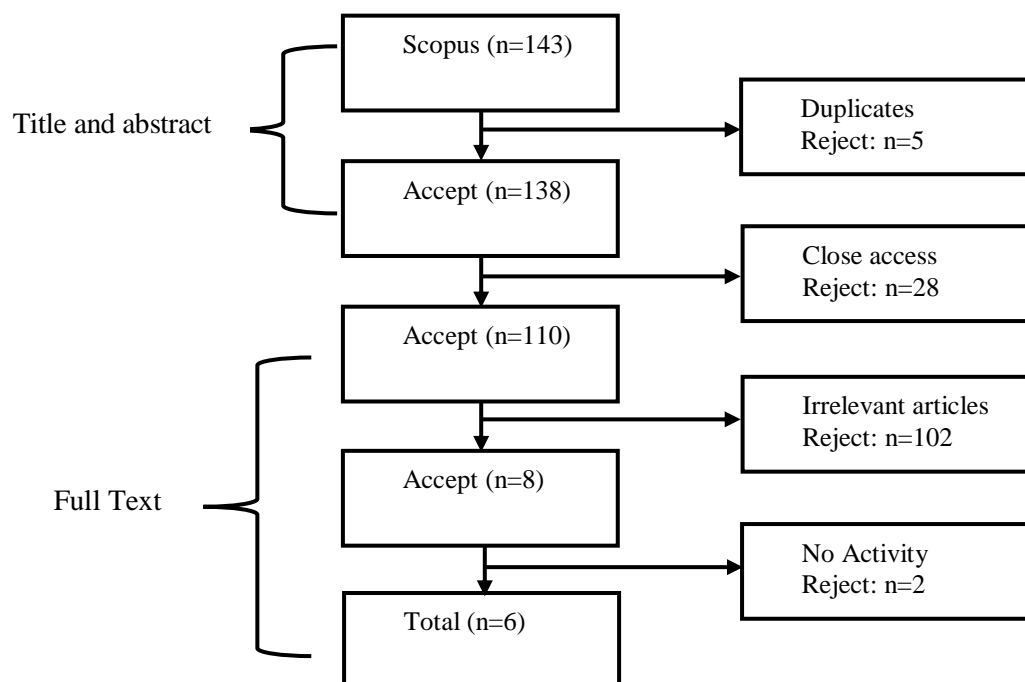 Scopus (n=143)
Title and abstract
Duplicates
Reject: n=5
Accept (n=138)
Close access
Reject: n=28
Accept (n=110)
Irrelevant articles
Reject: n=102
Accept (n=8)
Full Text
No Activity
Reject: n=2
Total (n=6)